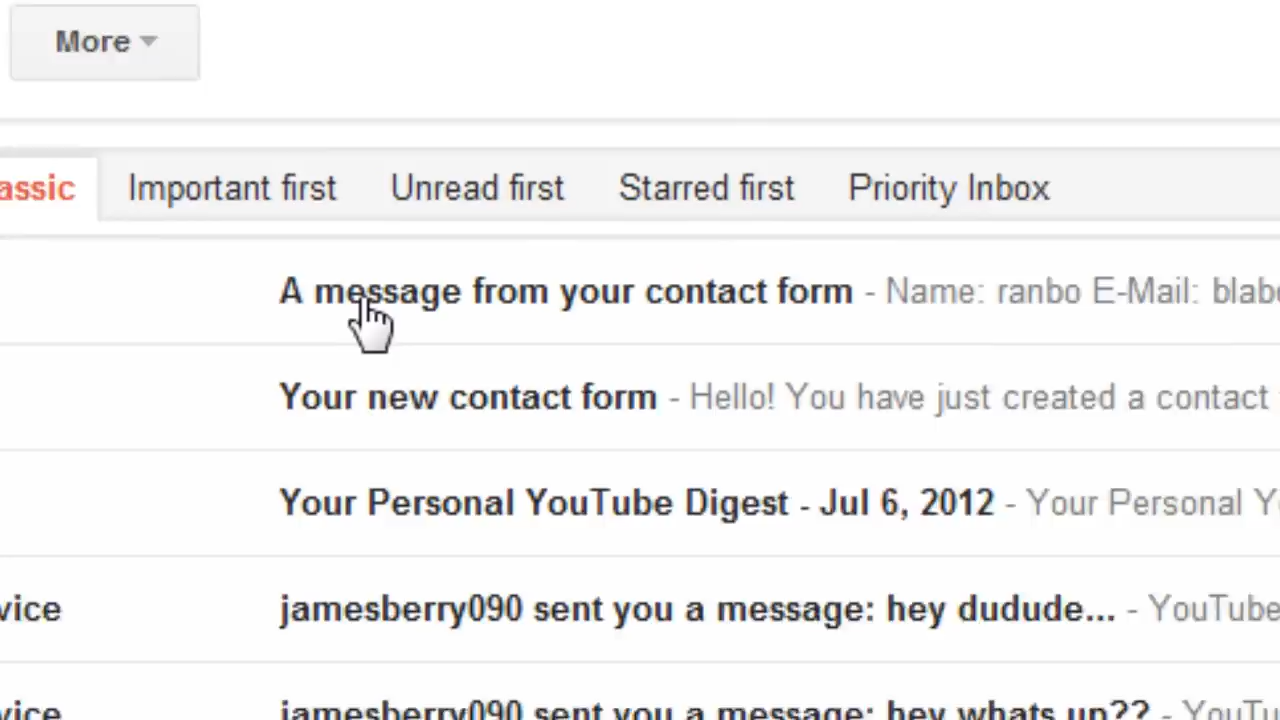 More
assic Important first Unread first Starred first Priority Inbox
A message from your contact form - Name: ranbo E-Mail: blab
Your new contact form - Hello! You have just created a contact
Your Personal YouTube Digest - Jul 6, 2012 - Your Personal Y
vice jamesberry090 sent you a message: hey dudude... - YouTube
vice jamesberry090 sent you a message: hey whats up?? - YouTu